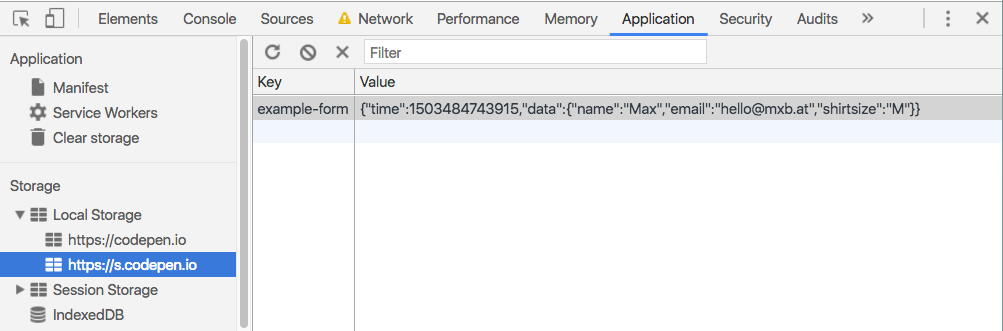 Elements Console Sources Network Performance Memory Application Security Audits »
Application
Manifest
Service Workers
Clear storage
Storage
Local Storage
https://codepen.io
https://s.codepen.io
Session Storage
IndexedDB
Filter
Key Value
example-form {"time":1503484743915,"data":{"name":"Max","email":"hello@mxb.at","shirtsize":"M"}}